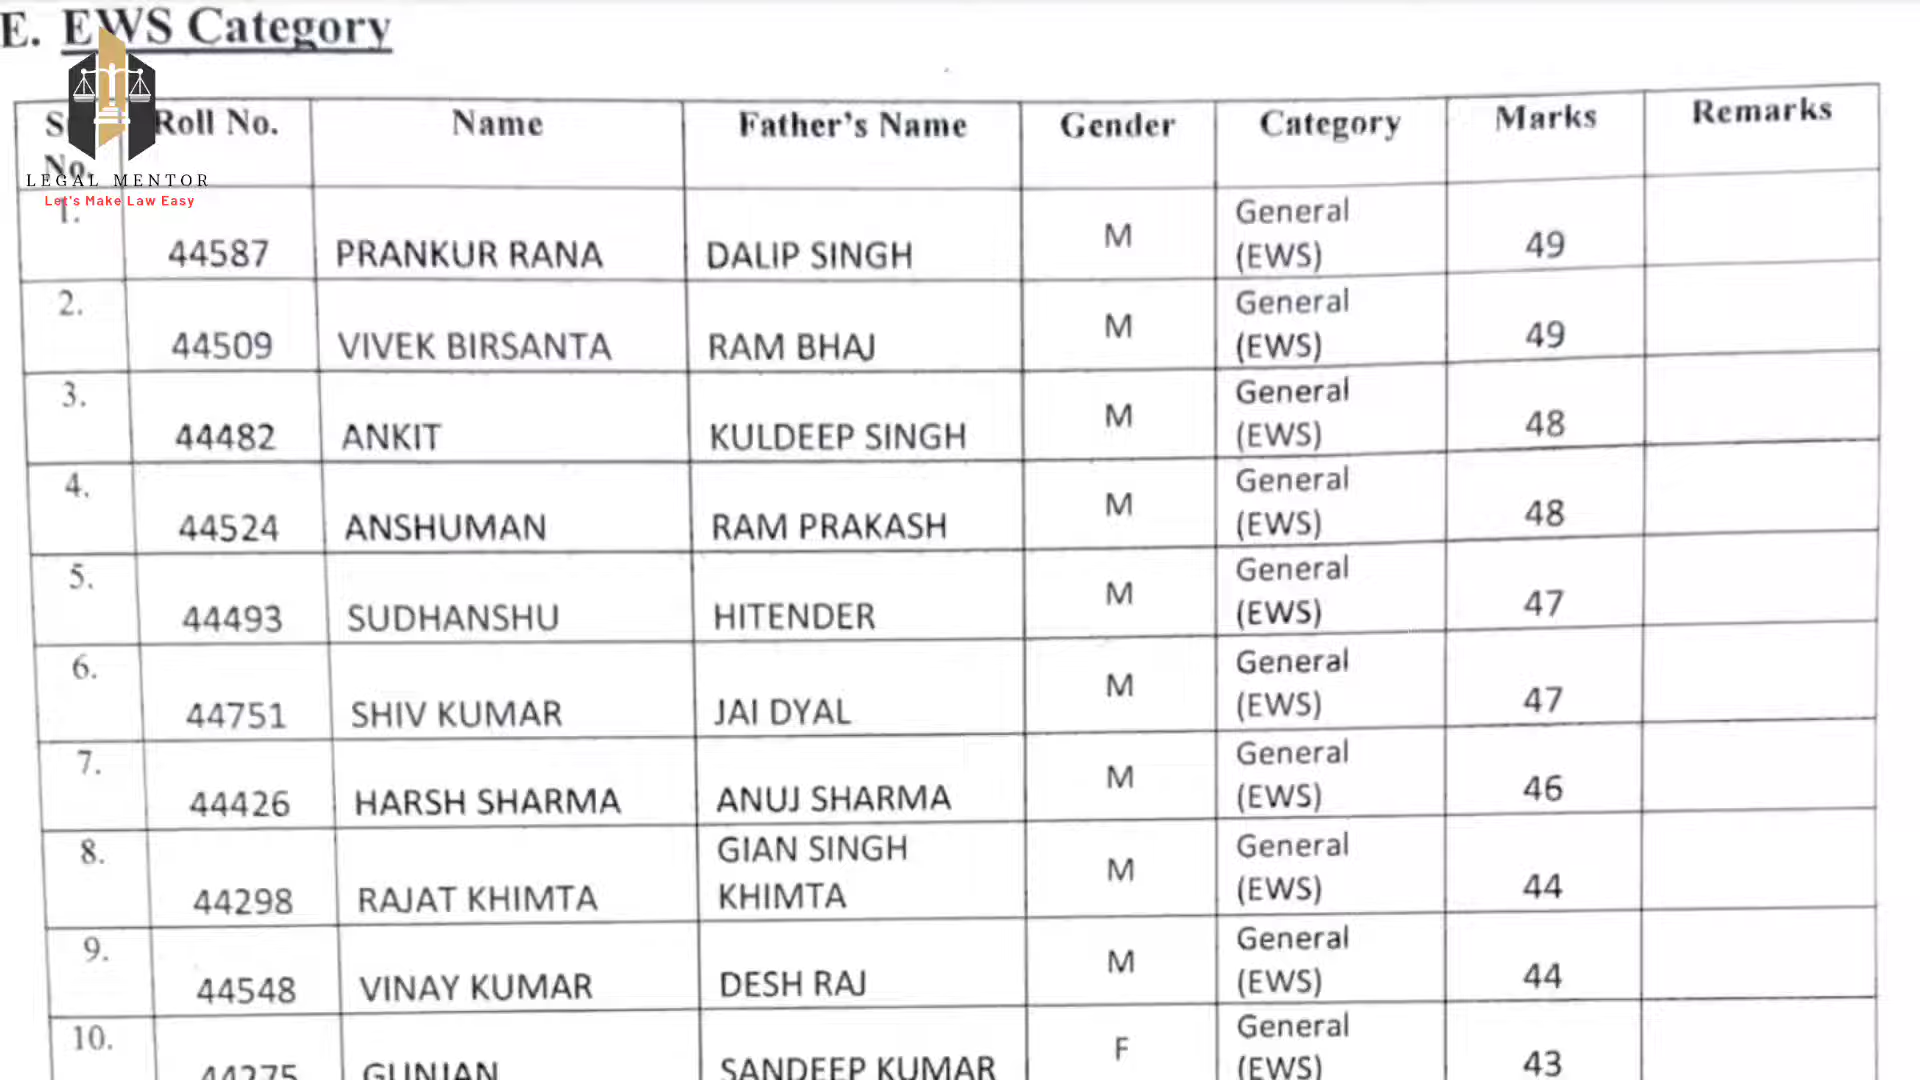 E. EWS Category
LEGAL MENTOR
Let's Make Law Easy
S. No. Roll No. Name Father's Name Gender Category Marks Remarks
1. 44587 PRANKUR RANA DALIP SINGH M General (EWS) 49
2. 44509 VIVEK BIRSANTA RAM BHAJ M General (EWS) 49
3. 44482 ANKIT KULDEEP SINGH M General (EWS) 48
4. 44524 ANSHUMAN RAM PRAKASH M General (EWS) 48
5. 44493 SUDHANSHU HITENDER M General (EWS) 47
6. 44751 SHIV KUMAR JAI DYAL M General (EWS) 47
7. 44426 HARSH SHARMA ANUJ SHARMA M General (EWS) 46
8. 44298 RAJAT KHIMTA GIAN SINGH KHIMTA M General (EWS) 44
9. 44548 VINAY KUMAR DESH RAJ M General (EWS) 44
10. 44275 GUNJAN SANDEEP KUMAR F General (EWS) 43